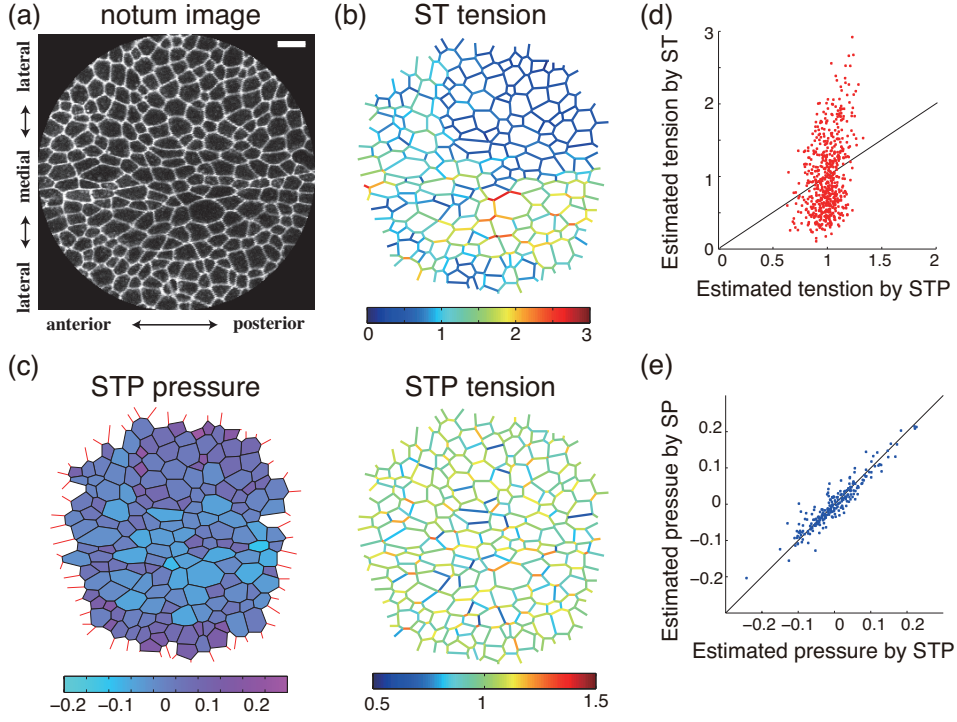 (a)
notum image
lateral
medial
lateral
anterior
posterior
(b)
ST tension
0
1
2
3
(c)
STP pressure
-0.2
-0.1
0
0.1
0.2
STP tension
0.5
1
1.5
(d)
Estimated tension by ST
3
2
1
0
0
0.5
1
1.5
2
Estimated tenstion by STP
(e)
Estimated pressue by SP
0.2
0.1
0
−0.1
−0.2
−0.2
−0.1
0
0.1
0.2
Estimated pressure by STP